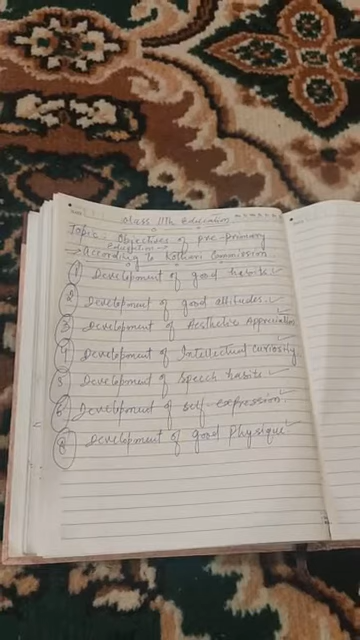 Class 11th Education
Topic: Objectives of pre-primary
Education
→ According to Kothari Commission
1 Development of good habits
2 Development of good attitudes
3 Development of Aesthetic Appreciation
4 Development of Intellectual curiosity
5 Development of Speech habits
6 Development of self-expression
8 Development of good Physique